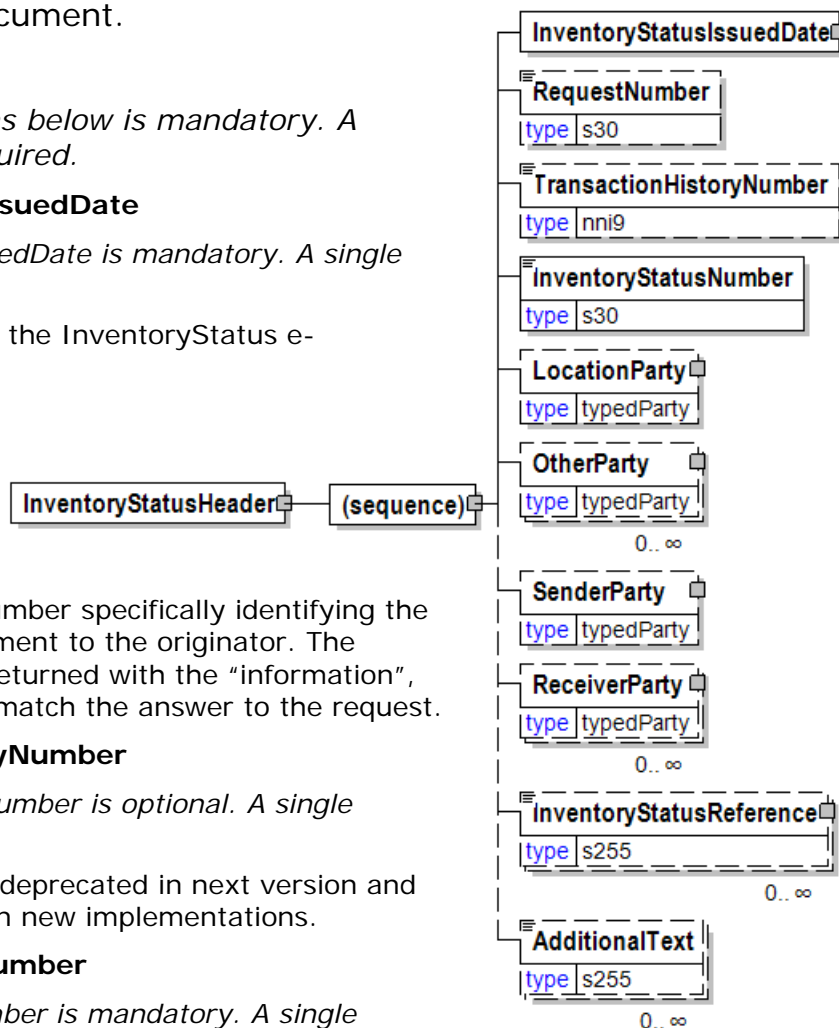 cument.
s below is mandatory. A
uired.
ssuedDate
edDate is mandatory. A single
the InventoryStatus e-
umber specifically identifying the
ment to the originator. The
eturned with the “information”,
match the answer to the request.
yNumber
umber is optional. A single
deprecated in next version and
n new implementations.
umber
ber is mandatory. A single
InventoryStatusHeader
(sequence)
InventoryStatusIssuedDate
RequestNumber
type s30
TransactionHistoryNumber
type nni9
InventoryStatusNumber
type s30
LocationParty
type typedParty
OtherParty
type typedParty
0.. ∞
SenderParty
type typedParty
ReceiverParty
type typedParty
0.. ∞
InventoryStatusReference
type s255
0.. ∞
AdditionalText
type s255
0.. ∞